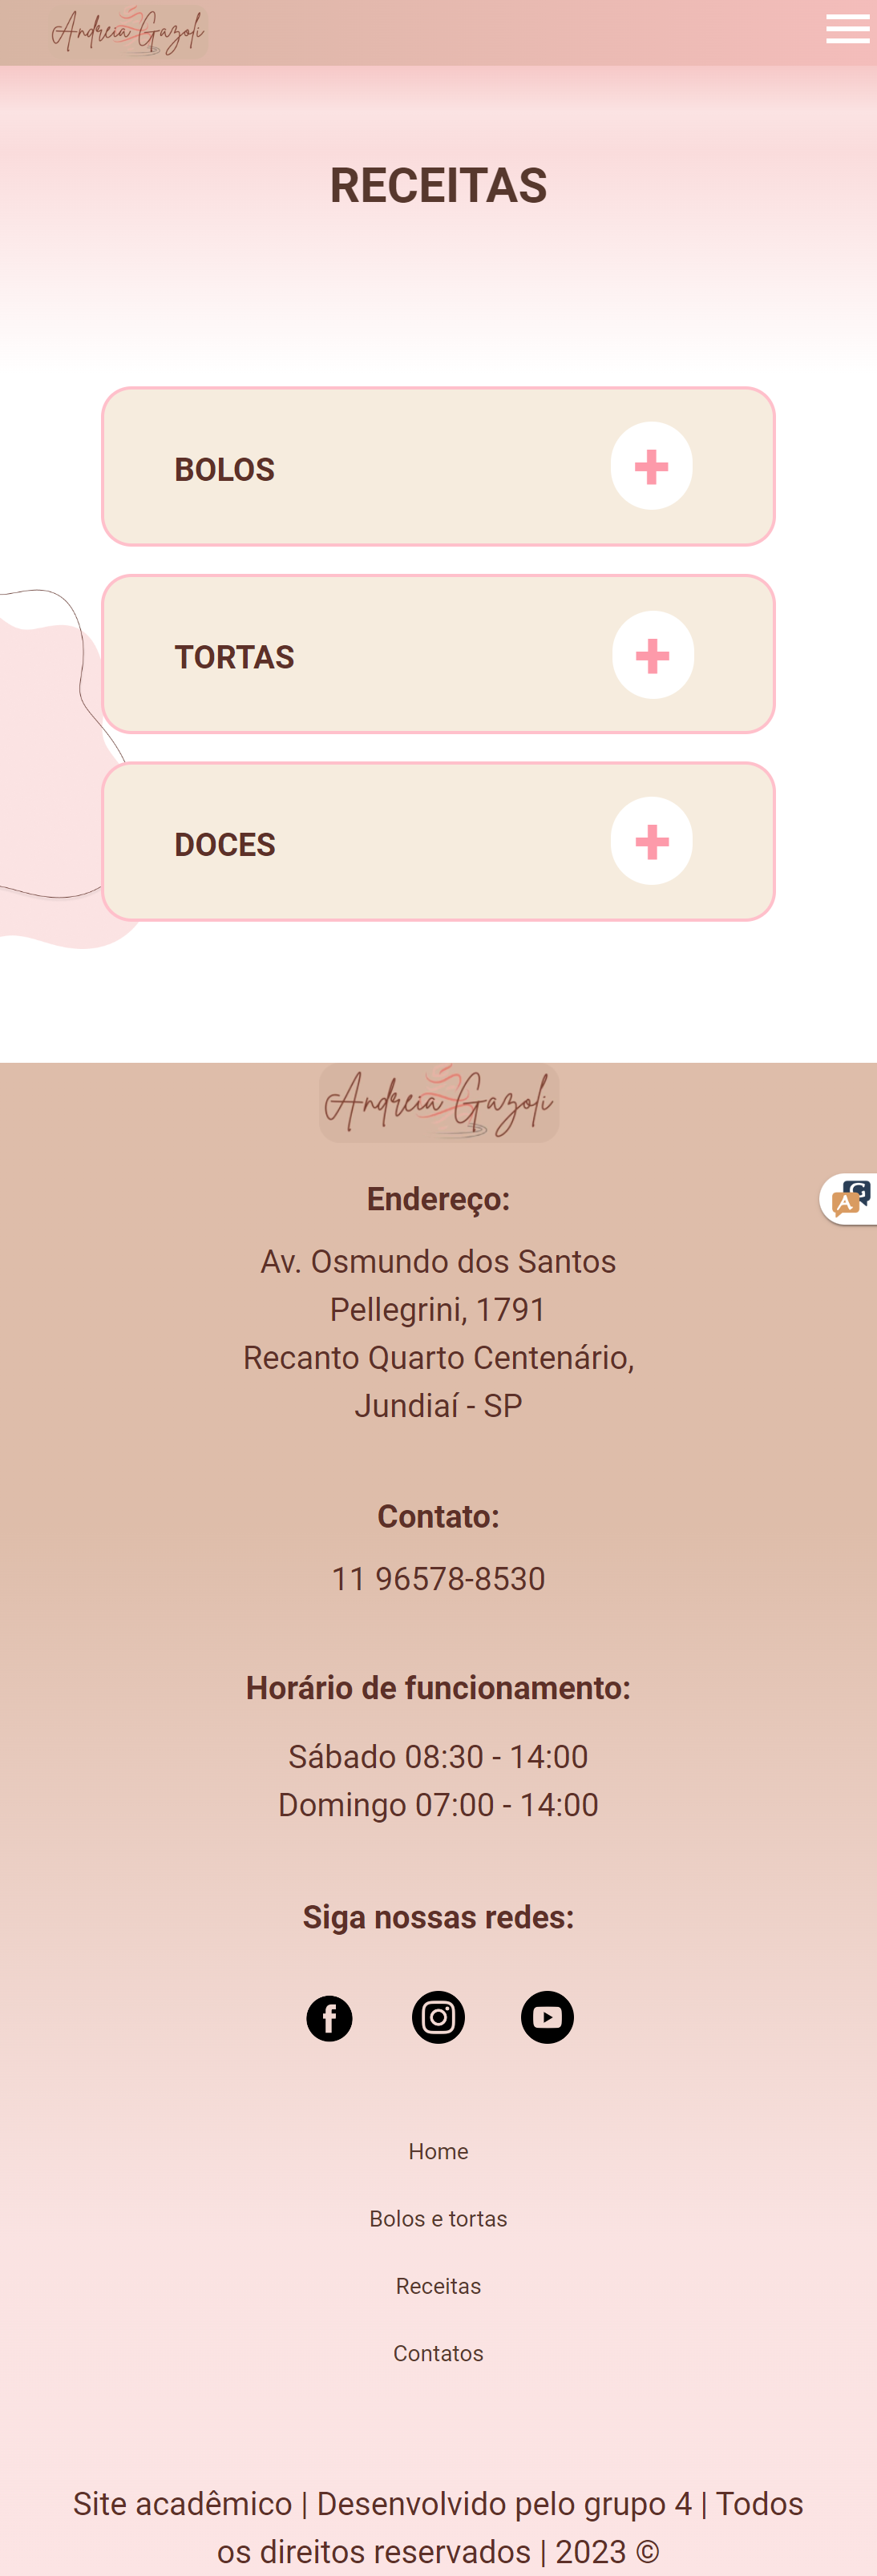 Andreia Gazoli
RECEITAS
BOLOS
TORTAS
DOCES
Andreia Gazoli
Endereço:
Av. Osmundo dos Santos
Pellegrini, 1791
Recanto Quarto Centenário,
Jundiaí - SP
Contato:
11 96578-8530
Horário de funcionamento:
Sábado 08:30 - 14:00
Domingo 07:00 - 14:00
Siga nossas redes:
Home
Bolos e tortas
Receitas
Contatos
Site acadêmico | Desenvolvido pelo grupo 4 | Todos
os direitos reservados | 2023 ©